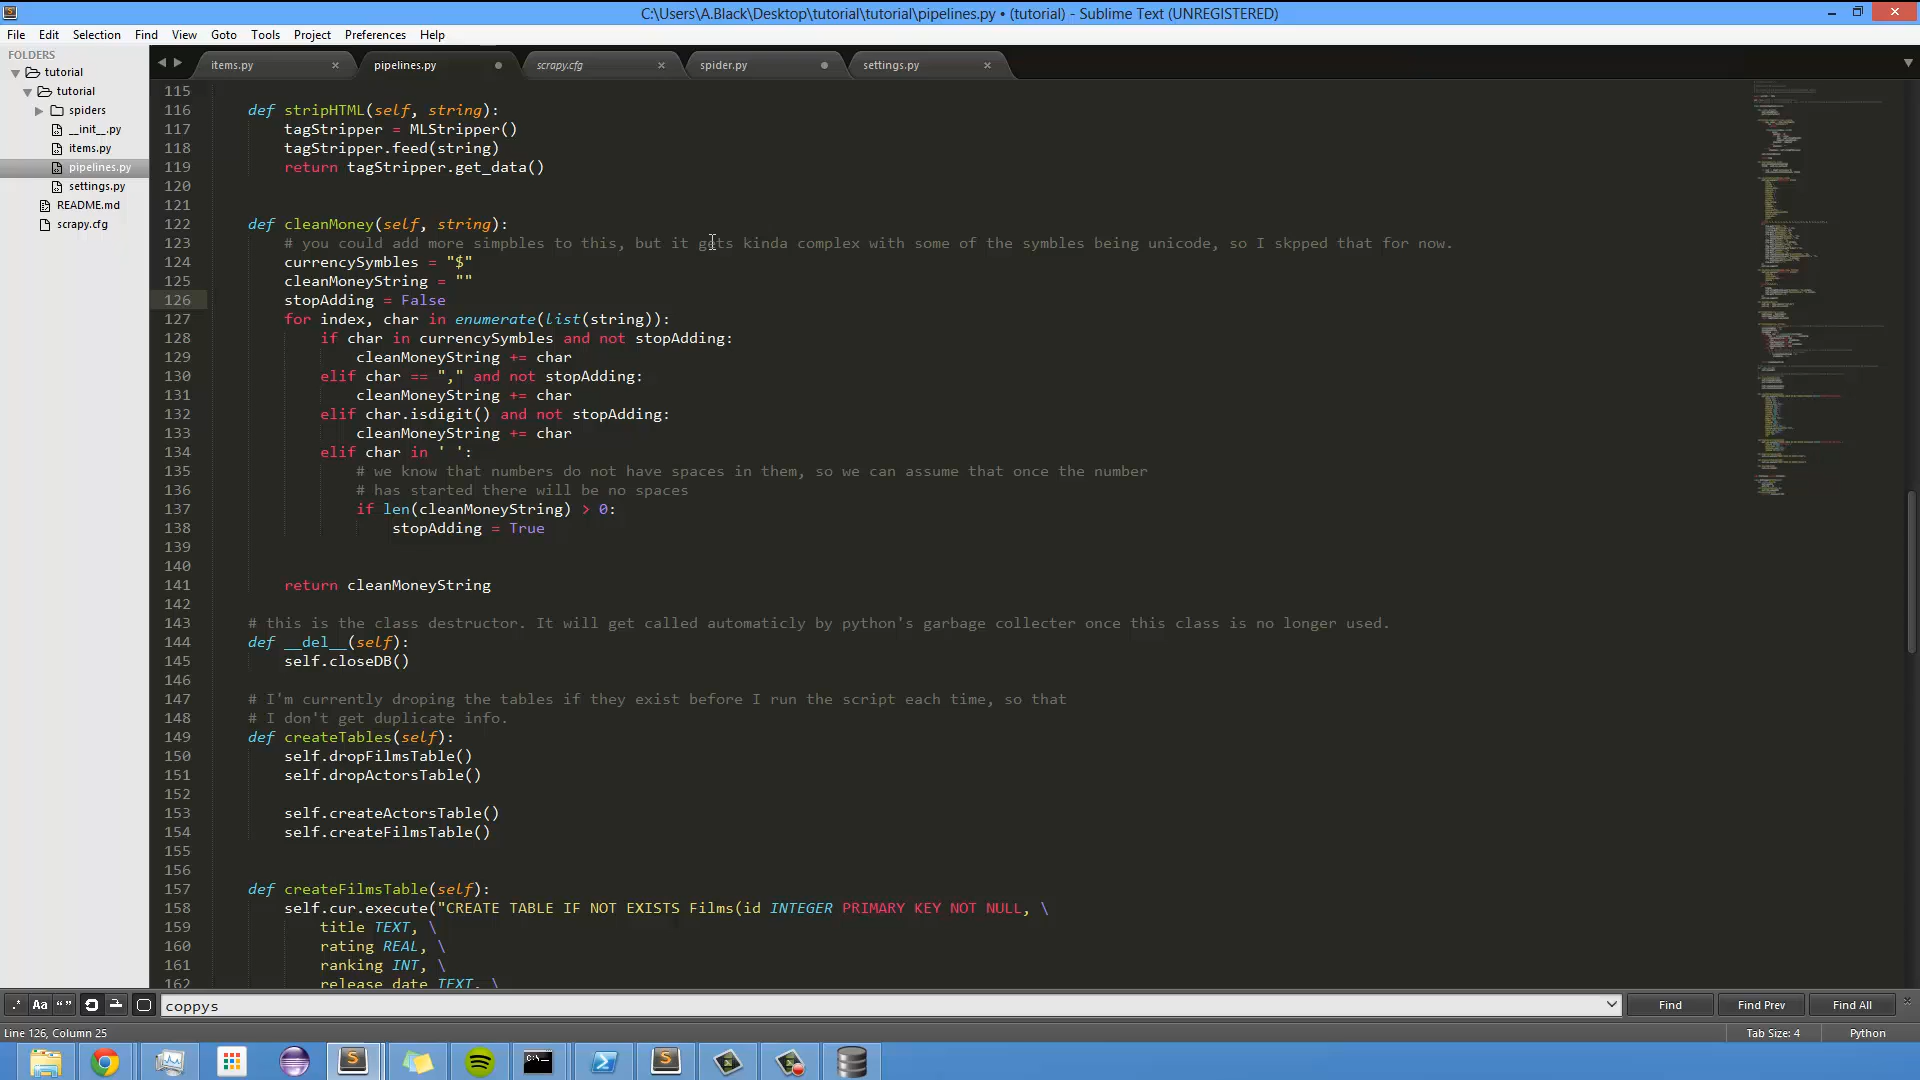 C:\Users\A.Black\Desktop\tutorial\tutorial\pipelines.py • (tutorial) - Sublime Text (UNREGISTERED)
File Edit Selection Find View Goto Tools Project Preferences Help
FOLDERS
tutorial
tutorial
spiders
__init__.py
items.py
pipelines.py
settings.py
README.md
scrapy.cfg
items.py × pipelines.py scrapy.cfg × spider.py settings.py ×
115
116 def stripHTML(self, string):
117 tagStripper = MLStripper()
118 tagStripper.feed(string)
119 return tagStripper.get_data()
120
121
122 def cleanMoney(self, string):
123 # you could add more simpbles to this, but it gets kinda complex with some of the symbles being unicode, so I skpped that for now.
124 currencySymbles = "$"
125 cleanMoneyString = ""
126 stopAdding = False
127 for index, char in enumerate(list(string)):
128 if char in currencySymbles and not stopAdding:
129 cleanMoneyString += char
130 elif char == "," and not stopAdding:
131 cleanMoneyString += char
132 elif char.isdigit() and not stopAdding:
133 cleanMoneyString += char
134 elif char in ' ':
135 # we know that numbers do not have spaces in them, so we can assume that once the number
136 # has started there will be no spaces
137 if len(cleanMoneyString) > 0:
138 stopAdding = True
139
140
141 return cleanMoneyString
142
143 # this is the class destructor. It will get called automaticly by python's garbage collecter once this class is no longer used.
144 def __del__(self):
145 self.closeDB()
146
147 # I'm currently droping the tables if they exist before I run the script each time, so that
148 # I don't get duplicate info.
149 def createTables(self):
150 self.dropFilmsTable()
151 self.dropActorsTable()
152
153 self.createActorsTable()
154 self.createFilmsTable()
155
156
157 def createFilmsTable(self):
158 self.cur.execute("CREATE TABLE IF NOT EXISTS Films(id INTEGER PRIMARY KEY NOT NULL, \
159 title TEXT, \
160 rating REAL, \
161 ranking INT, \
162 release_date TEXT, \
.* Aa “” coppys Find Find Prev Find All
Line 126, Column 25 Tab Size: 4 Python